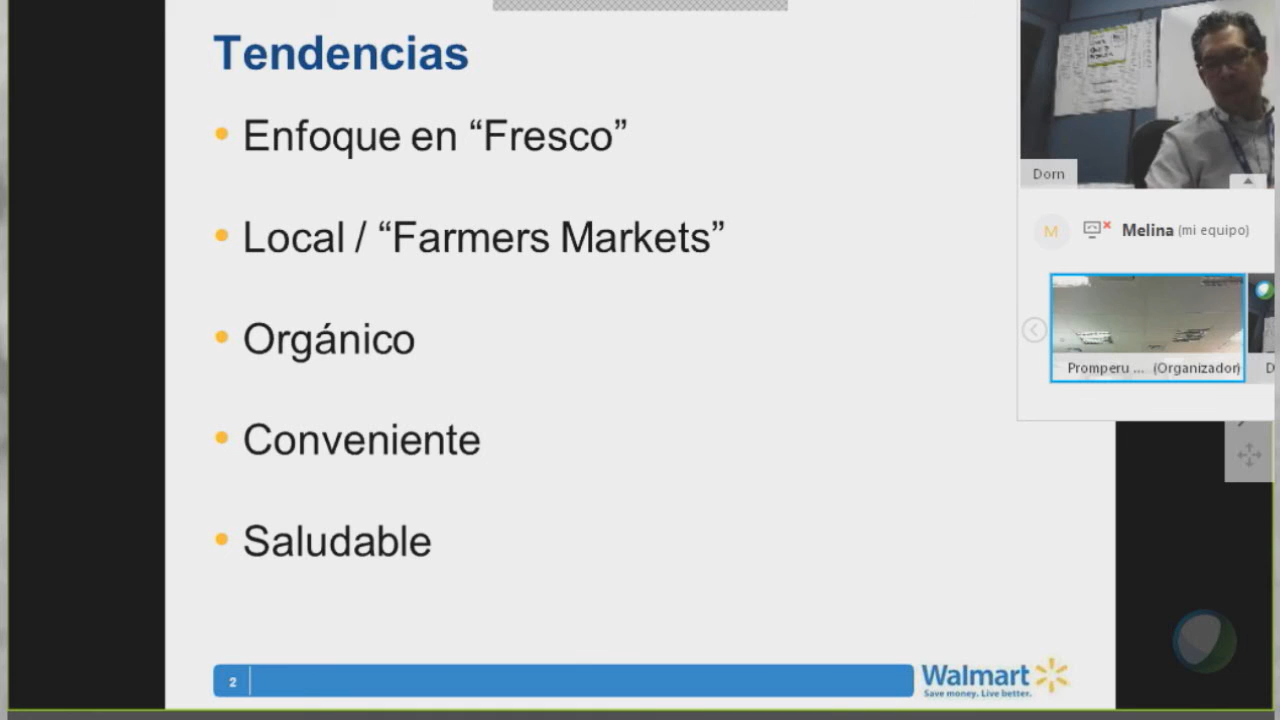 Tendencias
• Enfoque en “Fresco”
• Local / “Farmers Markets”
• Orgánico
• Conveniente
• Saludable
2
Walmart
Save money. Live better.
Dorn
M
Melina (mi equipo)
Promperu ... (Organizador)
D